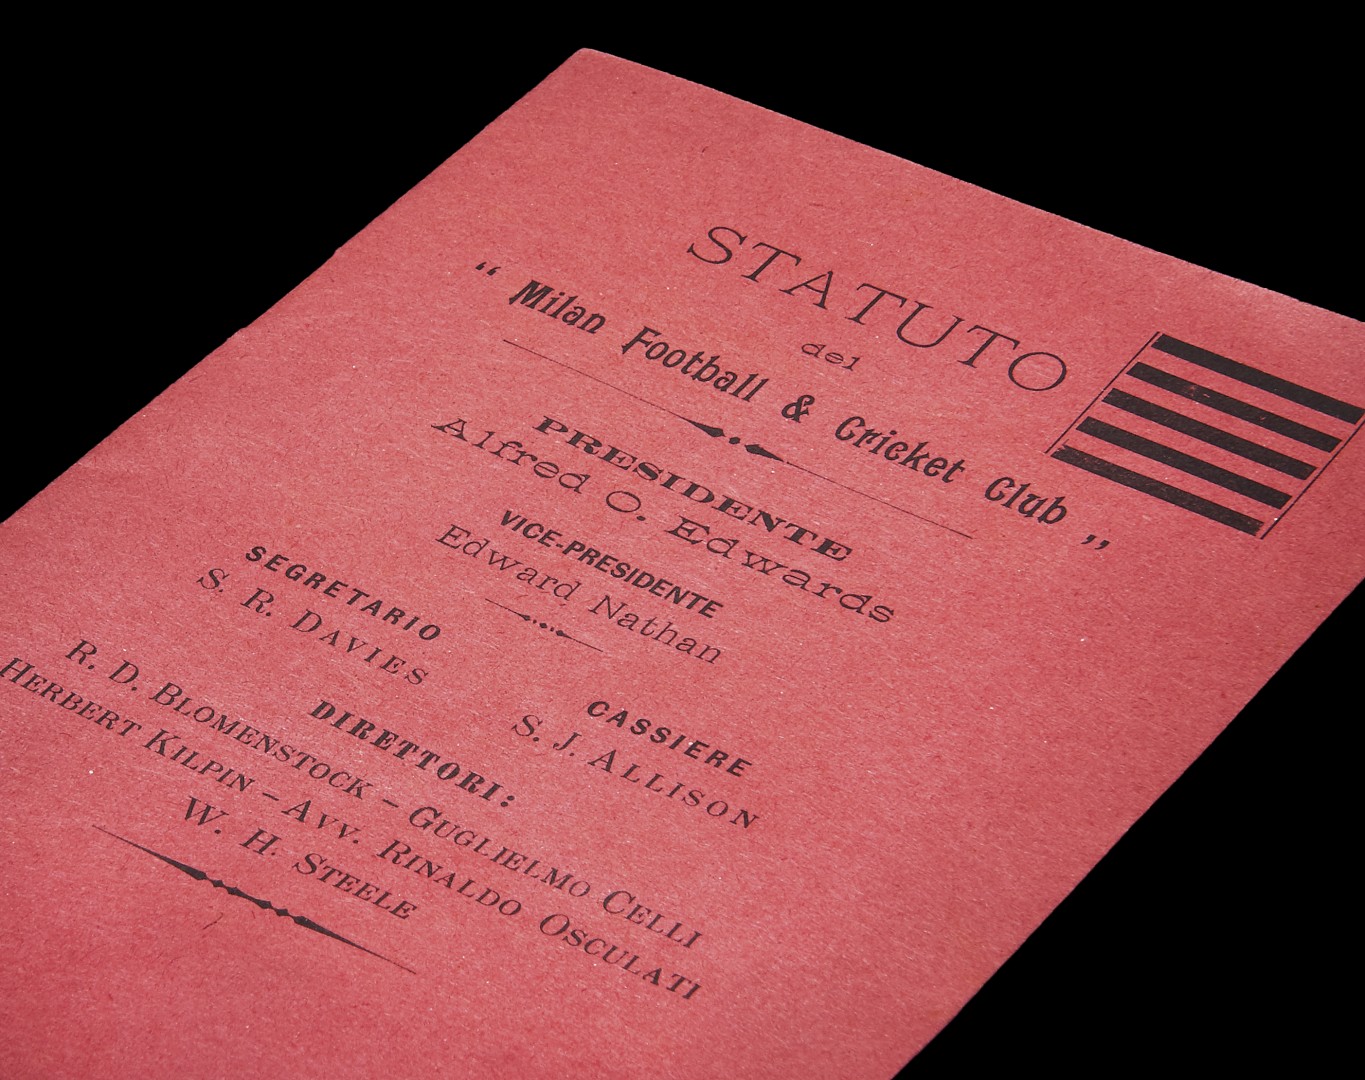 STATUTO
del
“ Milan Football & Cricket Club ”
PRESIDENTE
Alfred O. Edwards
VICE-PRESIDENTE
Edward Nathan
SEGRETARIO
S. R. DAVIES
CASSIERE
S. J. ALLISON
DIRETTORI:
R. D. BLOMENSTOCK – GUGLIELMO CELLI
HERBERT KILPIN – AVV. RINALDO OSCULATI
W. H. STEELE